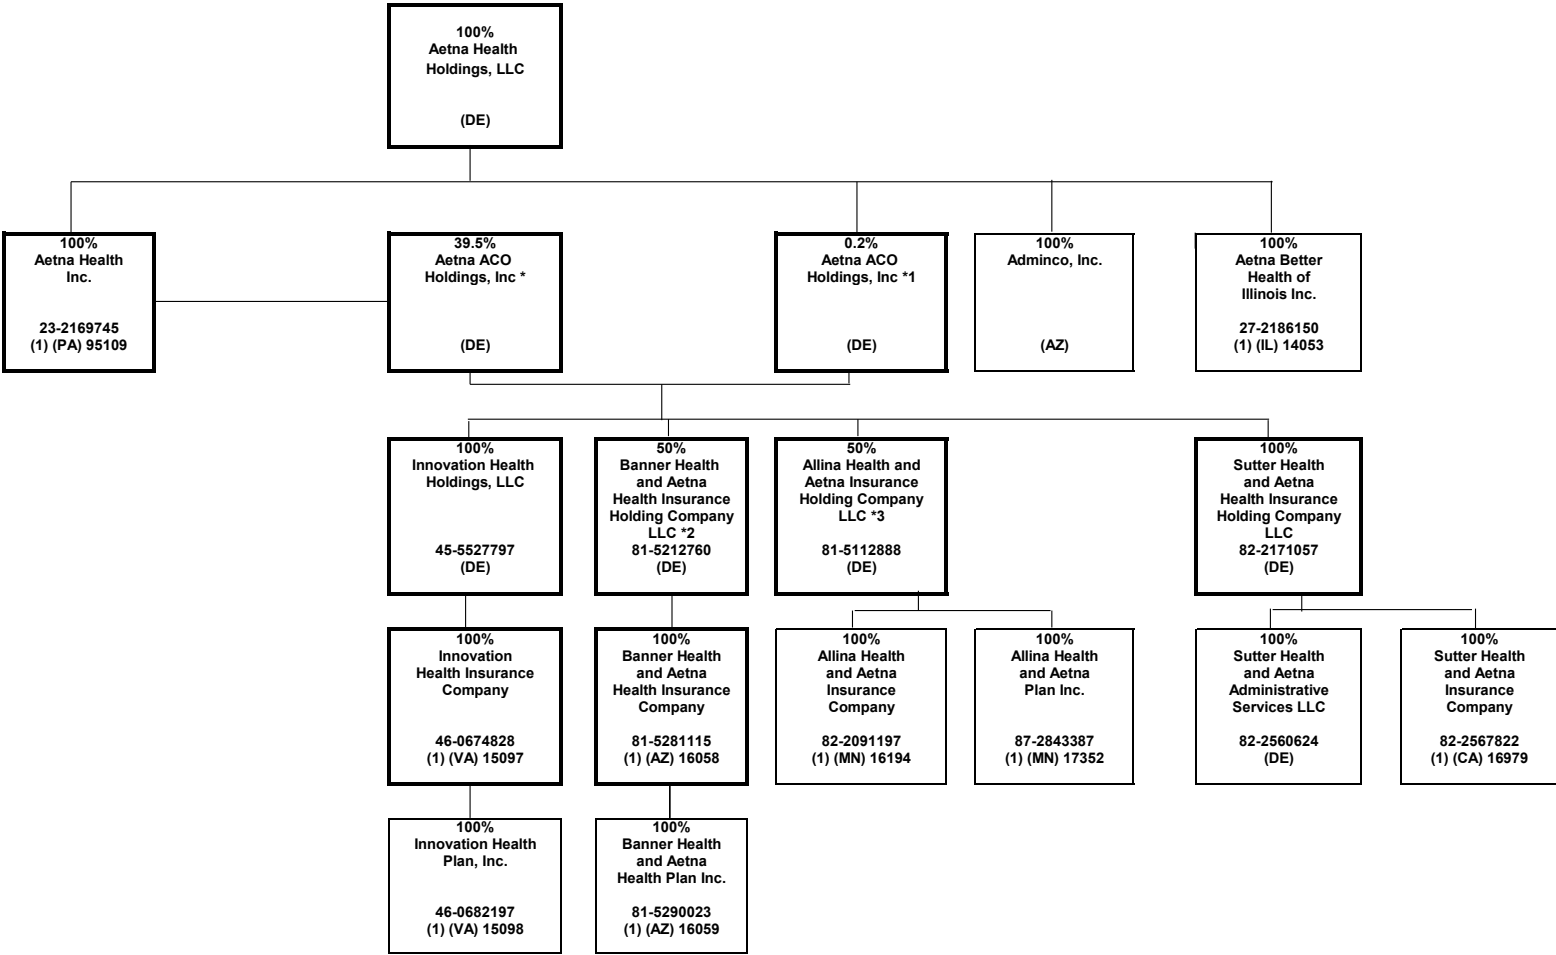 100%
Aetna Health
Holdings, LLC
(DE)
100%
Aetna Health
Inc.
23-2169745
(1) (PA) 95109
39.5%
Aetna ACO
Holdings, Inc *
(DE)
0.2%
Aetna ACO
Holdings, Inc *1
(DE)
100%
Adminco, Inc.
(AZ)
100%
Aetna Better
Health of
Illinois Inc.
27-2186150
(1) (IL) 14053
100%
Innovation Health
Holdings, LLC
45-5527797
(DE)
50%
Banner Health
and Aetna
Health Insurance
Holding Company
LLC *2
81-5212760
(DE)
50%
Allina Health and
Aetna Insurance
Holding Company
LLC *3
81-5112888
(DE)
100%
Sutter Health
and Aetna
Health Insurance
Holding Company
LLC
82-2171057
(DE)
100%
Innovation
Health Insurance
Company
46-0674828
(1) (VA) 15097
100%
Banner Health
and Aetna
Health Insurance
Company
81-5281115
(1) (AZ) 16058
100%
Allina Health
and Aetna
Insurance
Company
82-2091197
(1) (MN) 16194
100%
Allina Health
and Aetna
Plan Inc.
87-2843387
(1) (MN) 17352
100%
Sutter Health
and Aetna
Administrative
Services LLC
82-2560624
(DE)
100%
Sutter Health
and Aetna
Insurance
Company
82-2567822
(1) (CA) 16979
100%
Innovation Health
Plan, Inc.
46-0682197
(1) (VA) 15098
100%
Banner Health
and Aetna
Health Plan Inc.
81-5290023
(1) (AZ) 16059